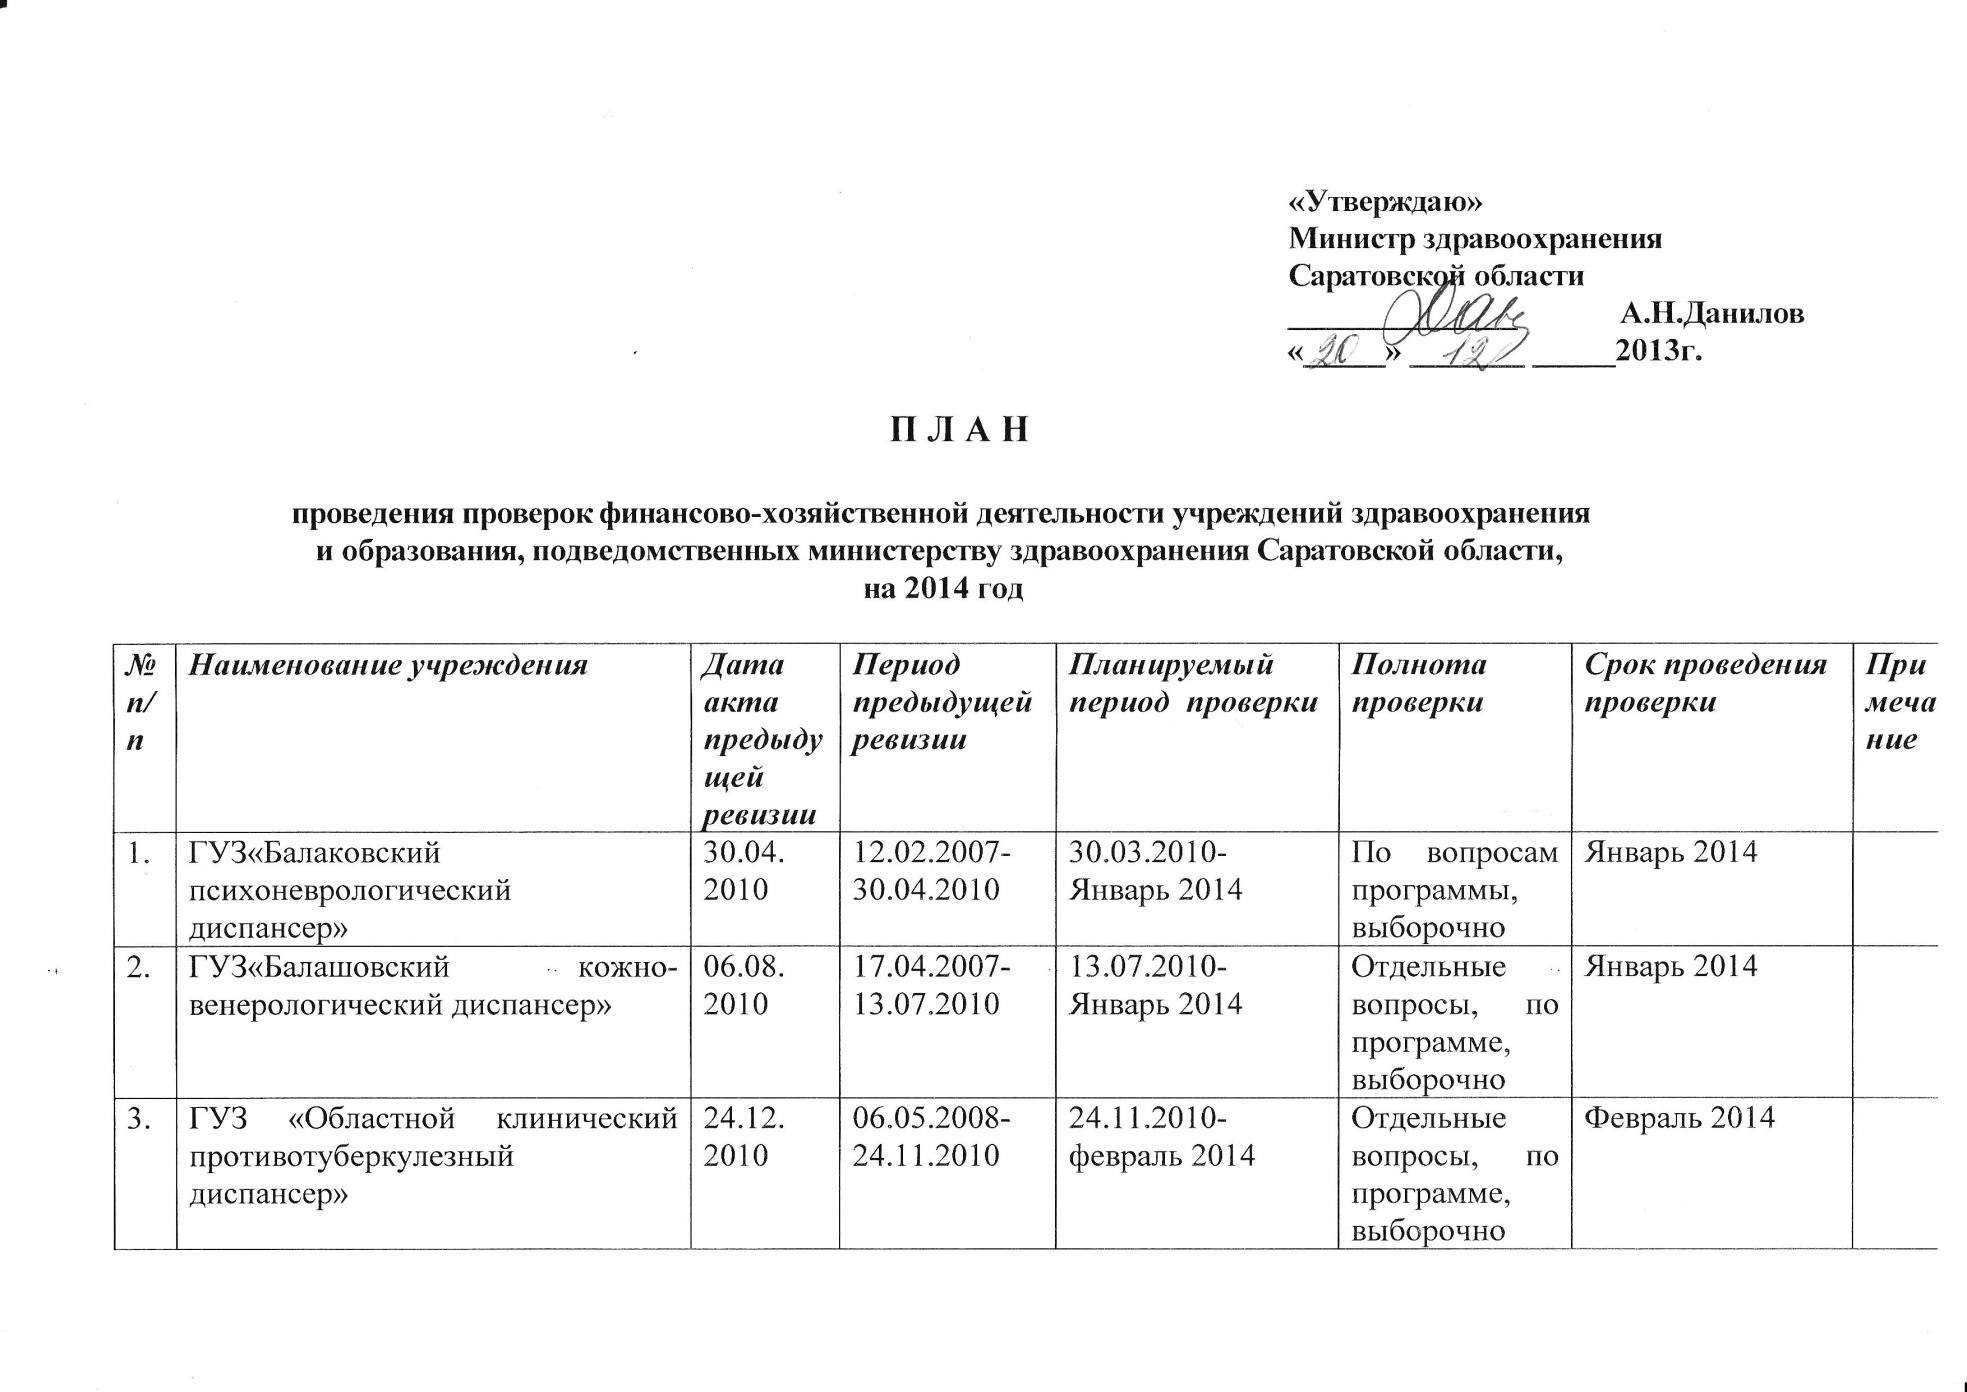 «Утверждаю»
Министр здравоохранения
Саратовской области
А.Н.Данилов
«20» 12 2013г.
П Л А Н
проведения проверок финансово-хозяйственной деятельности учреждений здравоохранения
и образования, подведомственных министерству здравоохранения Саратовской области,
на 2014 год
№
п/
п
Наименование учреждения
Дата
акта
предыду
щей
ревизии
Период
предыдущей
ревизии
Планируемый
период проверки
Полнота
проверки
Срок проведения
проверки
При
меча
ние
1.
ГУЗ«Балаковский
психоневрологический
диспансер»
30.04.
2010
12.02.2007-
30.04.2010
30.03.2010-
Январь 2014
По вопросам
программы,
выборочно
Январь 2014
2.
ГУЗ«Балашовский кожно-
венерологический диспансер»
06.08.
2010
17.04.2007-
13.07.2010
13.07.2010-
Январь 2014
Отдельные
вопросы, по
программе,
выборочно
Январь 2014
3.
ГУЗ «Областной клинический
противотуберкулезный
диспансер»
24.12.
2010
06.05.2008-
24.11.2010
24.11.2010-
февраль 2014
Отдельные
вопросы, по
программе,
выборочно
Февраль 2014